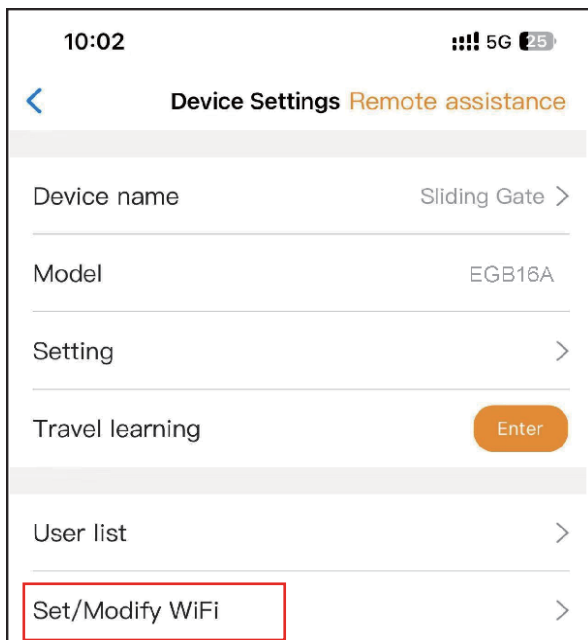 10:02 5G 25
Device Settings Remote assistance
Device name Sliding Gate
Model EGB16A
Setting
Travel learning Enter
User list
Set/Modify WiFi